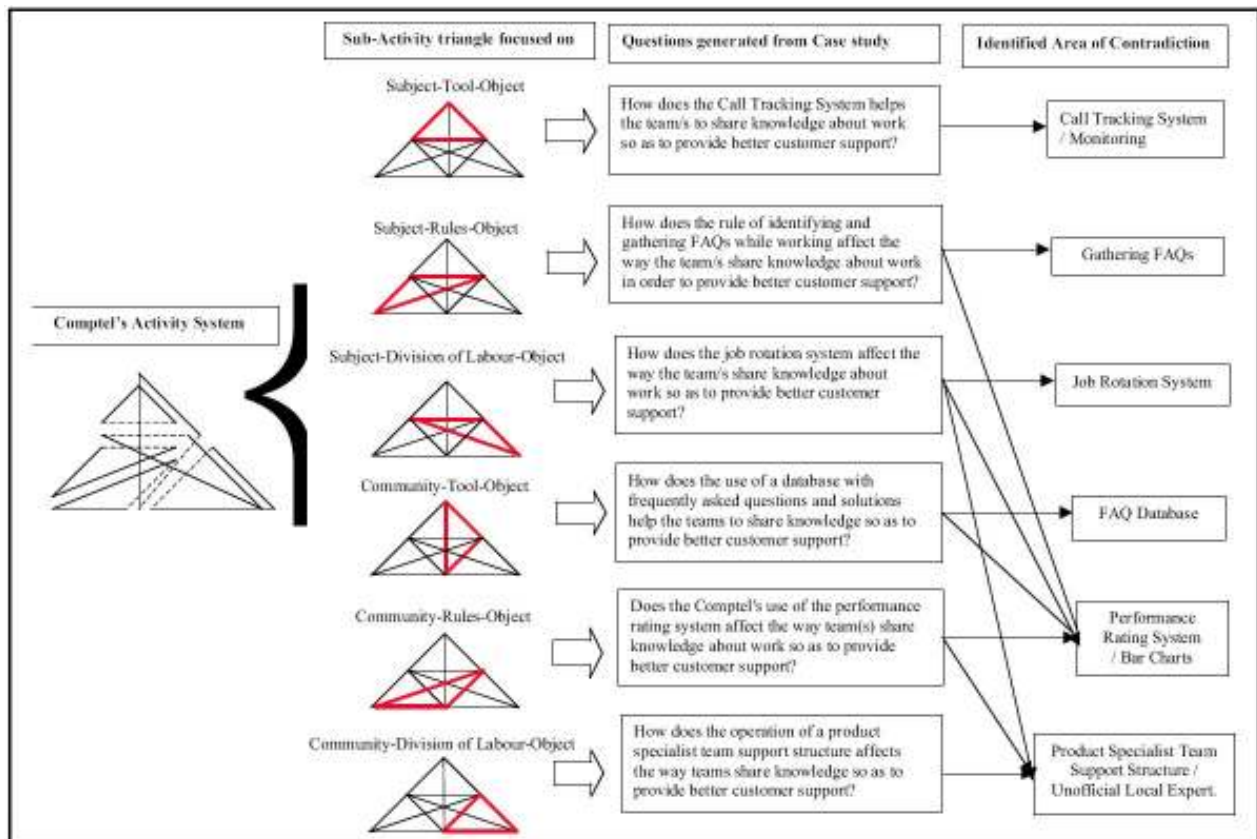 Sub-Activity triangle focused on
Questions generated from Case study
Identified Area of Contradiction
Subject-Tool-Object
How does the Call Tracking System helps
the team/s to share knowledge about work
so as to provide better customer support?
Call Tracking System
/ Monitoring
Subject-Rules-Object
How does the rule of identifying and
gathering FAQs while working affect the
way the team/s share knowledge about work
in order to provide better customer support?
Gathering FAQs
Comptel's Activity System
Subject-Division of Labour-Object
How does the job rotation system affect the
way the team/s share knowledge about
work so as to provide better customer
support?
Job Rotation System
Community-Tool-Object
How does the use of a database with
frequently asked questions and solutions
help the teams to share knowledge so as to
provide better customer support?
FAQ Database
Community-Rules-Object
Does the Comptel's use of the performance
rating system affect the way team(s) share
knowledge about work so as to provide
better customer support?
Performance
Rating System
/ Bar Charts
Community-Division of Labour-Object
How does the operation of a product
specialist team support structure affects
the way teams share knowledge so as to
provide better customer support?
Product Specialist Team
Support Structure /
Unofficial Local Expert.